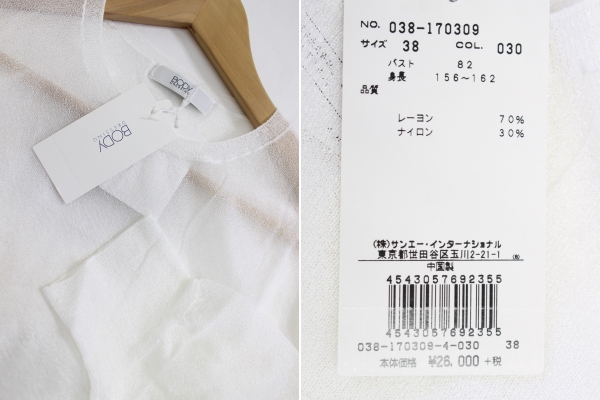 BODY
DRESSING
BODY
DRESSING
NO. 038-170309
サイズ 38 COL. 030
バスト 82
身長 156～162
品質
レーヨン 70%
ナイロン 30%
(株)サンエー・インターナショナル
東京都世田谷区玉川2-21-1
中国製
4543057692355
4543057692355
038-170309-4-030 38
本体価格 ¥26,000 +税